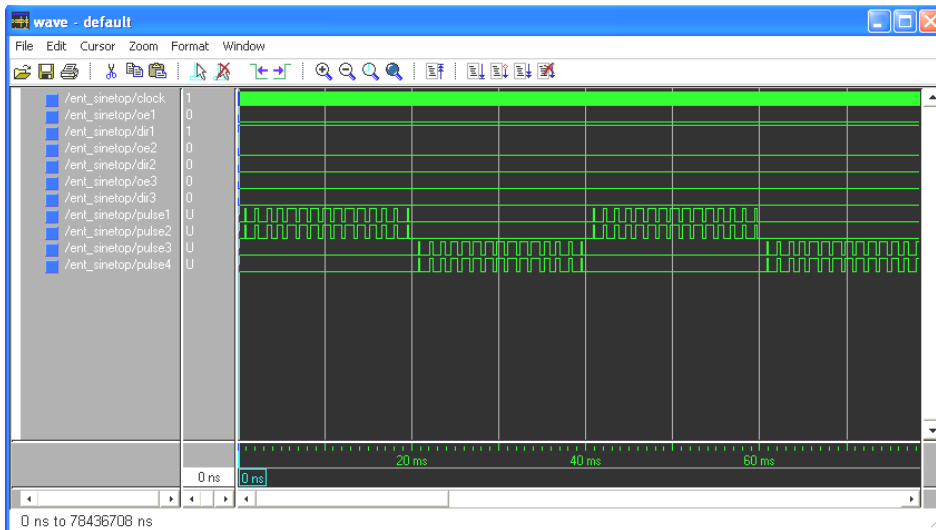 wave - default
File Edit Cursor Zoom Format Window
/ent_sinetop/clock 1
/ent_sinetop/oe1 0
/ent_sinetop/dir1 1
/ent_sinetop/oe2 0
/ent_sinetop/dir2 0
/ent_sinetop/oe3 0
/ent_sinetop/dir3 0
/ent_sinetop/pulse1 U
/ent_sinetop/pulse2 U
/ent_sinetop/pulse3 U
/ent_sinetop/pulse4 U
20 ms 40 ms 60 ms
0 ns 0 ns
0 ns to 78436708 ns